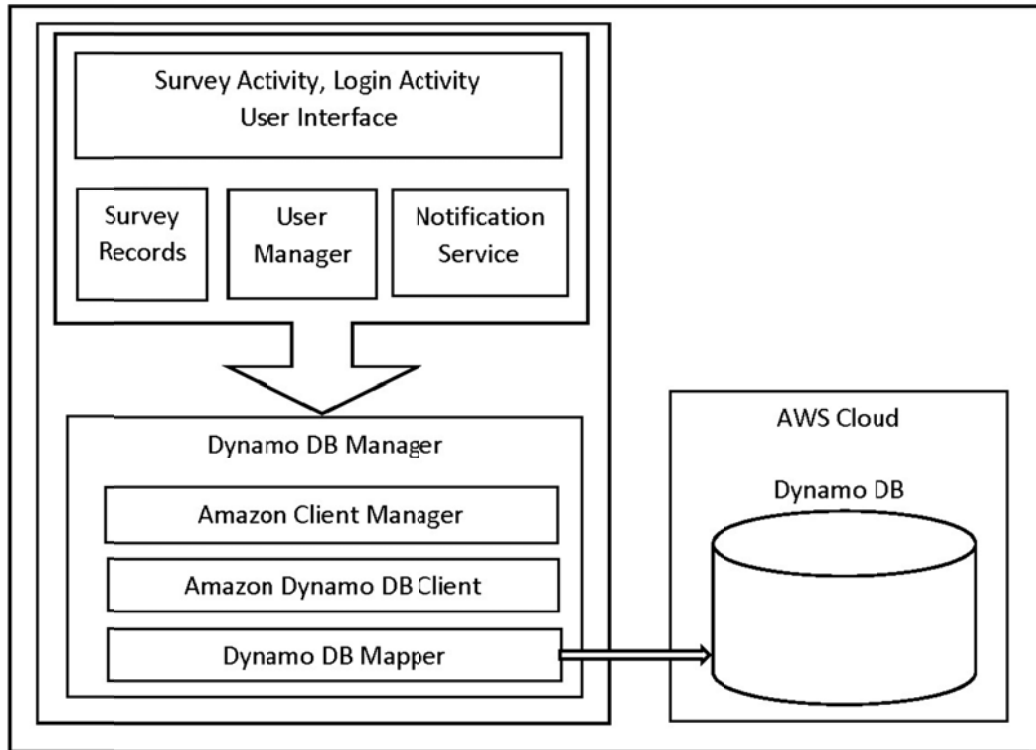 Survey Activity, Login Activity
User Interface
Survey
Records
User
Manager
Notification
Service
Dynamo DB Manager
Amazon Client Manager
Amazon Dynamo DB Client
Dynamo DB Mapper
AWS Cloud
Dynamo DB